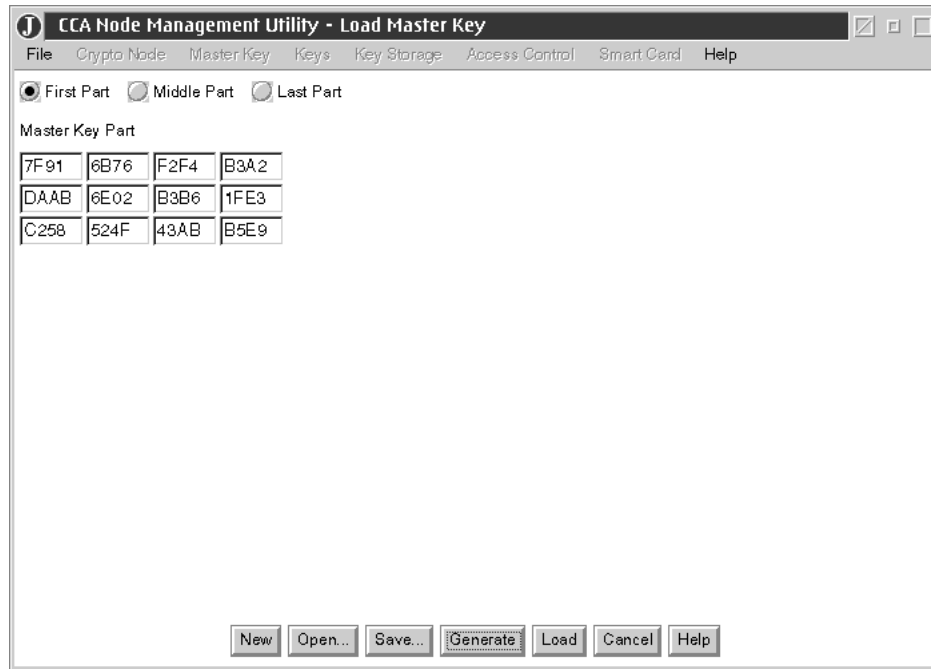 J CCA Node Management Utility - Load Master Key
File Crypto Node Master Key Keys Key Storage Access Control Smart Card Help
First Part Middle Part Last Part
Master Key Part
7F91 6B76 F2F4 B3A2
DAAB 6E02 B3B6 1FE3
C258 524F 43AB B5E9
New Open... Save... Generate Load Cancel Help